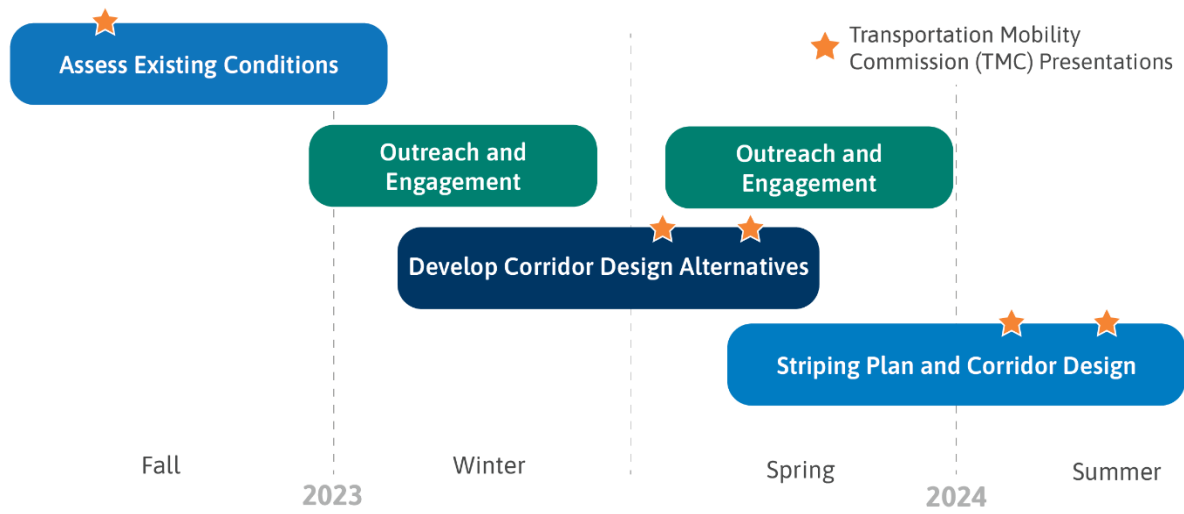 Assess Existing Conditions
Transportation Mobility
Commission (TMC) Presentations
Outreach and
Engagement
Outreach and
Engagement
Develop Corridor Design Alternatives
Striping Plan and Corridor Design
Fall
Winter
Spring
Summer
2023
2024